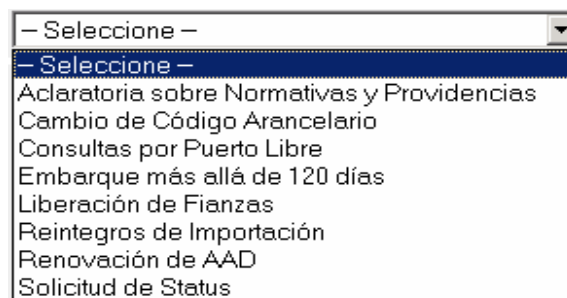 – Seleccione –
– Seleccione –
Aclaratoria sobre Normativas y Providencias
Cambio de Código Arancelario
Consultas por Puerto Libre
Embarque más allá de 120 días
Liberación de Fianzas
Reintegros de Importación
Renovación de AAD
Solicitud de Status